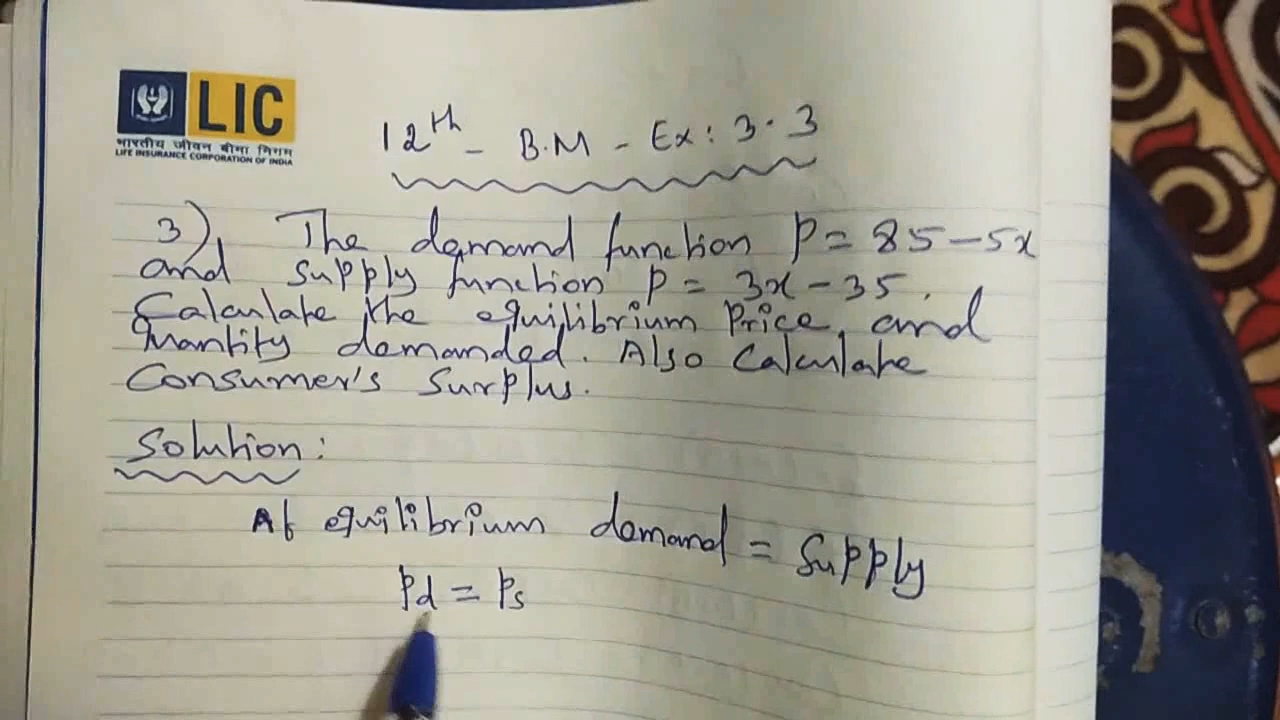 LIC
भारतीय जीवन बीमा निगम
LIFE INSURANCE CORPORATION OF INDIA
12th - B.M - Ex: 3.3
3), The demand function P = 85 - 5x
and supply function P = 3x - 35.
Calculate the equilibrium Price, and
quantity demanded. Also calculate
Consumer's Surplus.
Solution:
At equilibrium demand = Supply
Pd = Ps